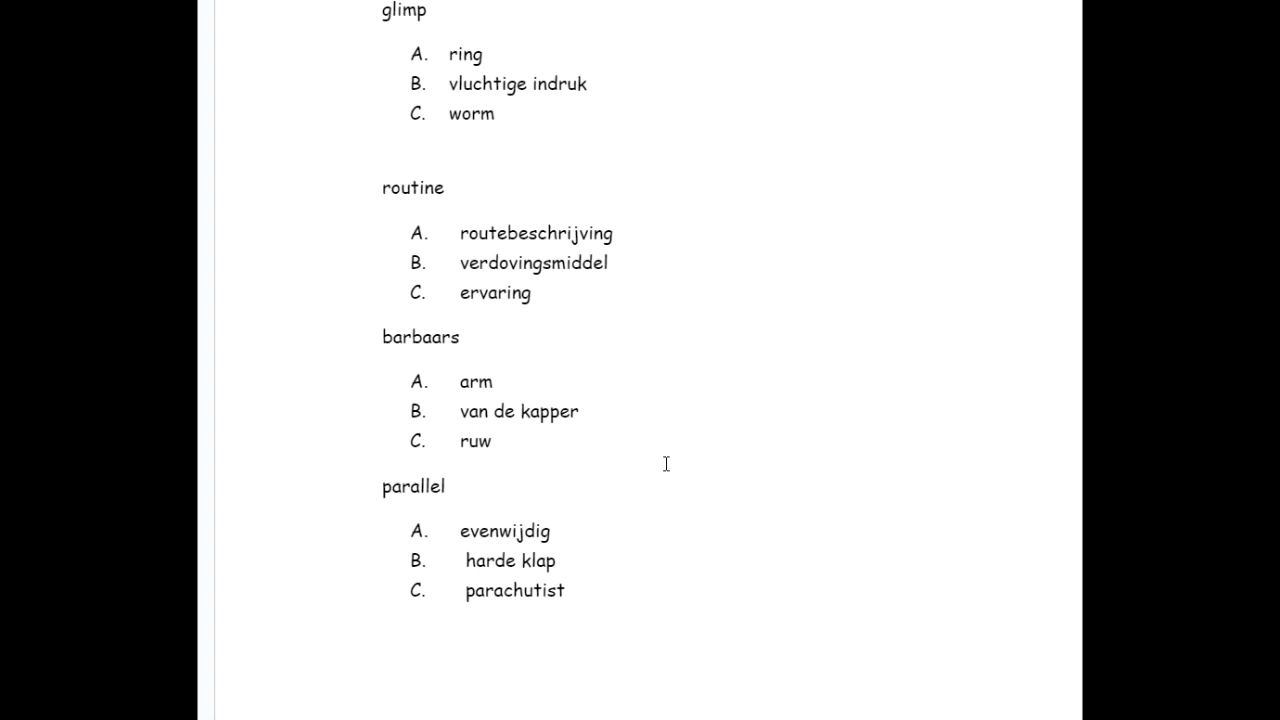 glimp
A. ring
B. vluchtige indruk
C. worm
routine
A. routebeschrijving
B. verdovingsmiddel
C. ervaring
barbaars
A. arm
B. van de kapper
C. ruw
parallel
A. evenwijdig
B. harde klap
C. parachutist